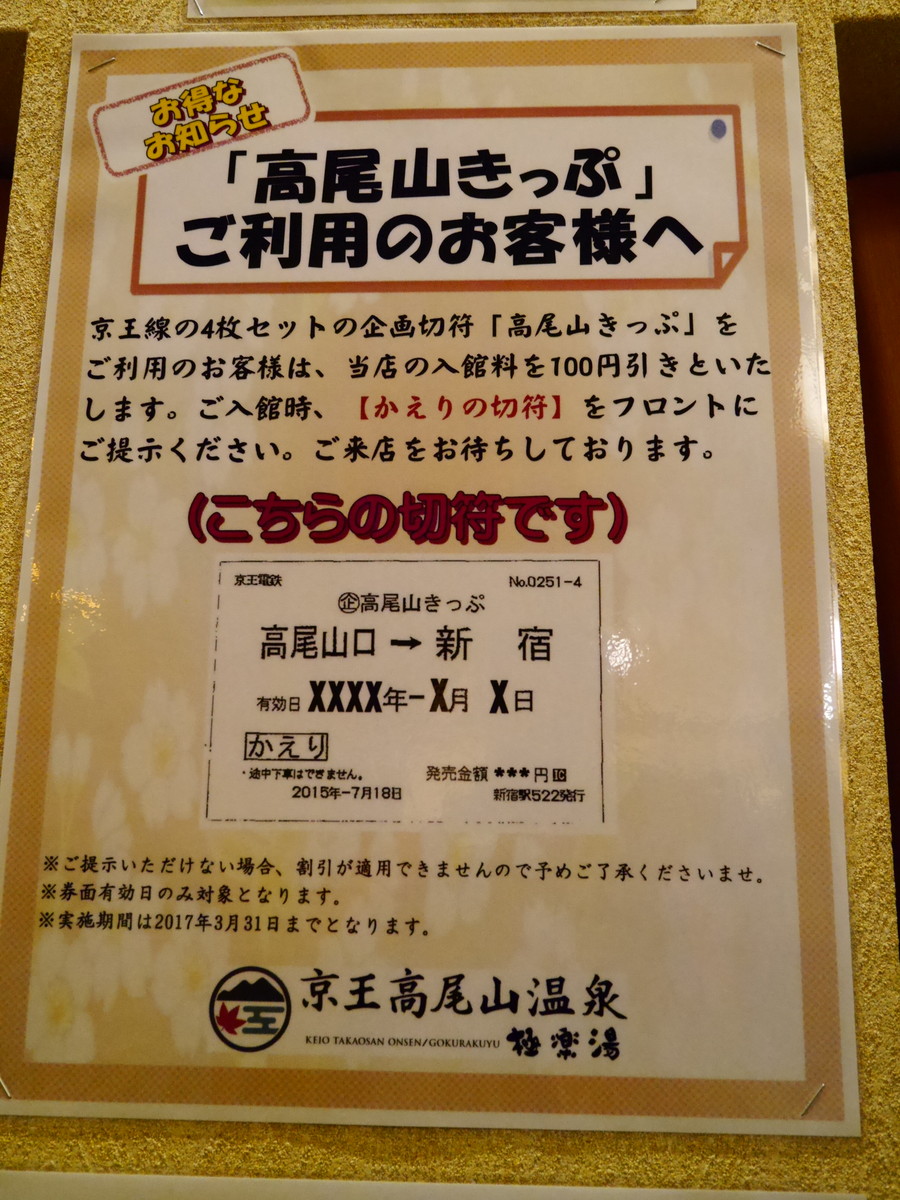 お得な
お知らせ
「高尾山きっぷ」
ご利用のお客様へ
京王線の4枚セットの企画切符「高尾山きっぷ」を
ご利用のお客様は、当店の入館料を100円引きといた
します。ご入館時、【かえりの切符】をフロントに
ご提示ください。ご来店をお待ちしております。
(こちらの切符です)
京王電鉄 No.0251-4
㊭高尾山きっぷ
高尾山口→新 宿
有効日 XXXX年-X月 X日
かえり
・途中下車はできません。 発売金額 ***円 IC
2015年-7月18日 新宿駅522発行
※ご提示いただけない場合、割引が適用できませんので予めご了承くださいませ。
※券面有効日のみ対象となります。
※実施期間は2017年3月31日までとなります。
京王高尾山温泉
KEIO TAKAOSAN ONSEN/GOKURAKUYU 極楽湯